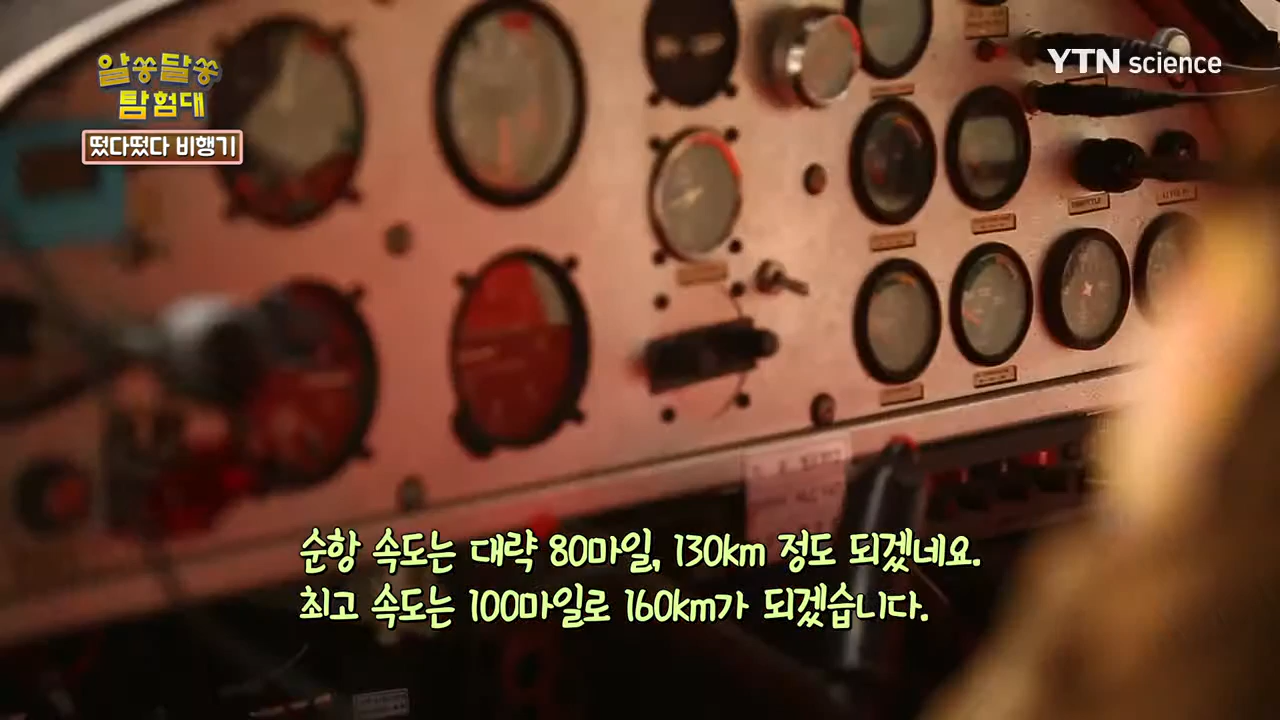 알쏭달쏭
탐험대
떴다떴다 비행기
YTN science
THROTTLE
순항 속도는 대략 80마일, 130km 정도 되겠네요.
최고 속도는 100마일로 160km가 되겠습니다.